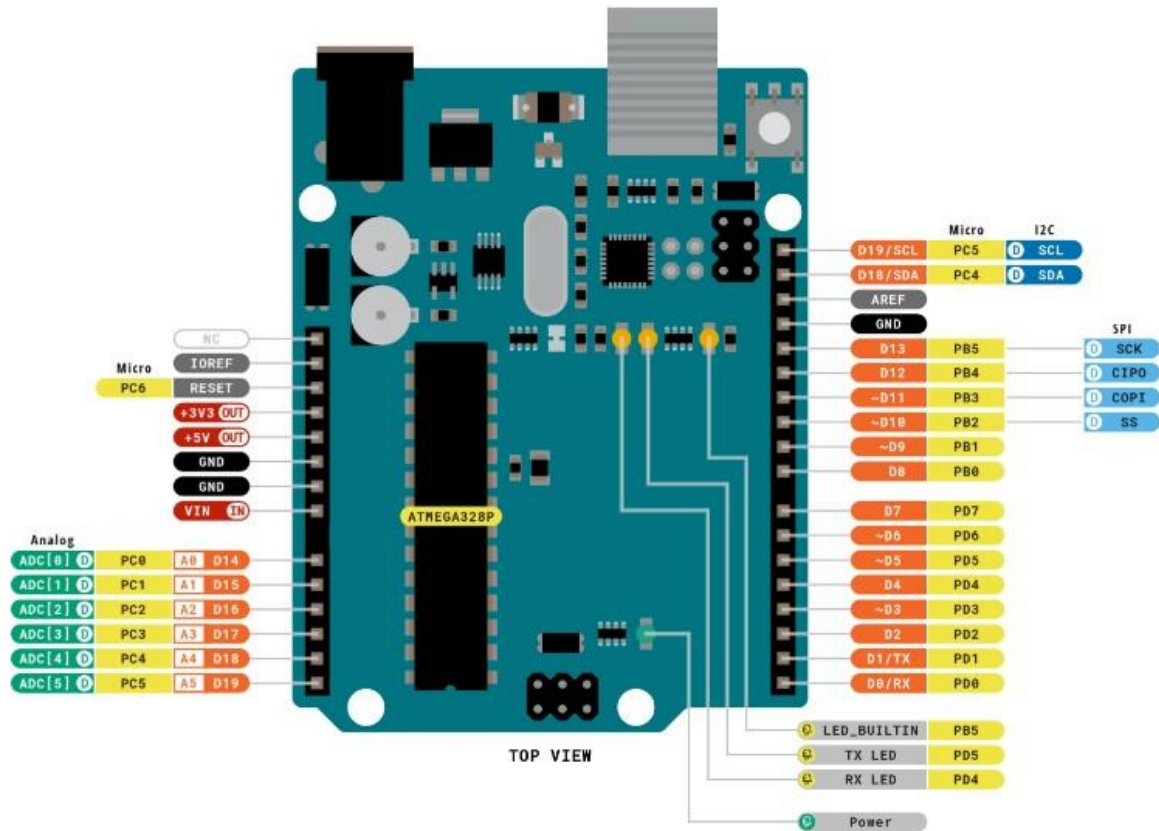 Micro I2C
D19/SCL PC5 D SCL
D18/SDA PC4 D SDA
AREF
GND
SPI
D13 PB5 D SCK
D12 PB4 D CIPO
~D11 PB3 D COPI
~D10 PB2 D SS
~D9 PB1
D8 PB0
D7 PD7
~D6 PD6
~D5 PD5
D4 PD4
~D3 PD3
D2 PD2
D1/TX PD1
D0/RX PD0
NC
IOREF
Micro
PC6 RESET
+3V3 OUT
+5V OUT
GND
GND
VIN IN
Analog
ADC[0] D PC0 A0 D14
ADC[1] D PC1 A1 D15
ADC[2] D PC2 A2 D16
ADC[3] D PC3 A3 D17
ADC[4] D PC4 A4 D18
ADC[5] D PC5 A5 D19
ATMEGA328P
TOP VIEW
LED_BUILTIN PB5
TX LED PD5
RX LED PD4
Power